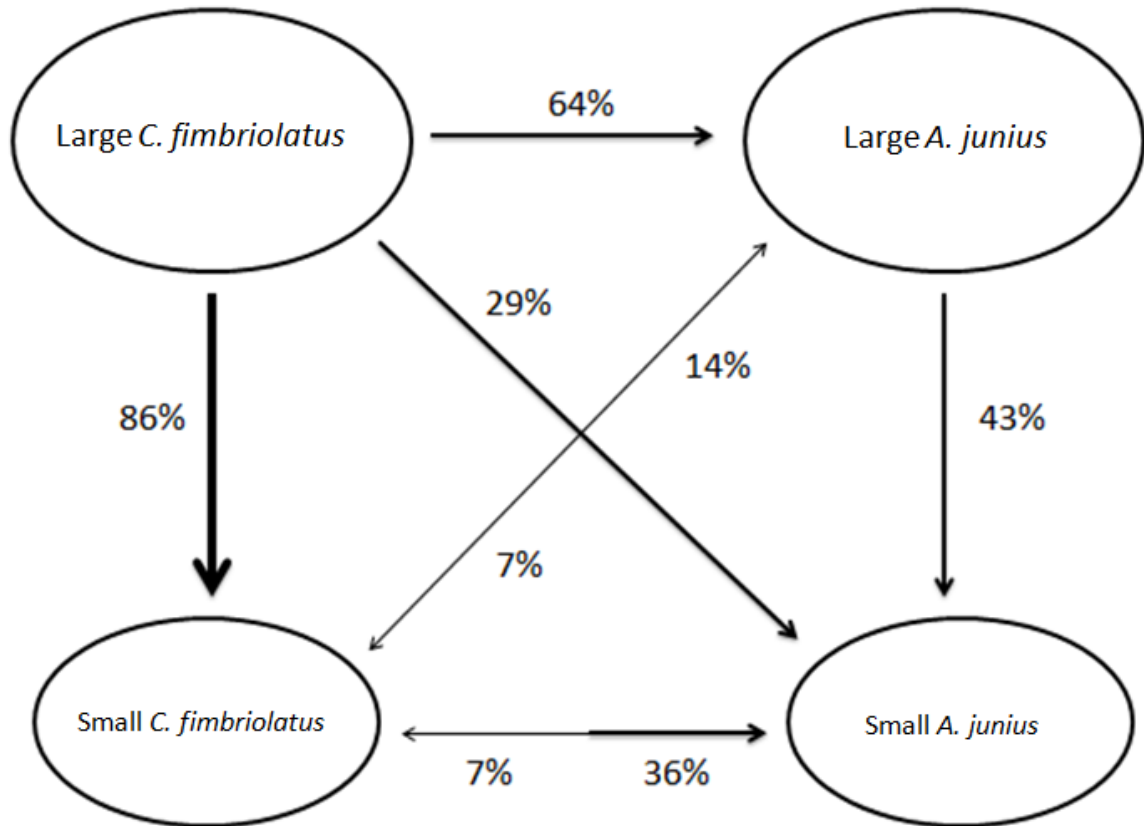 64%
Large C. fimbriolatus
Large A. junius
29%
14%
86%
43%
7%
Small C. fimbriolatus
Small A. junius
7%
36%